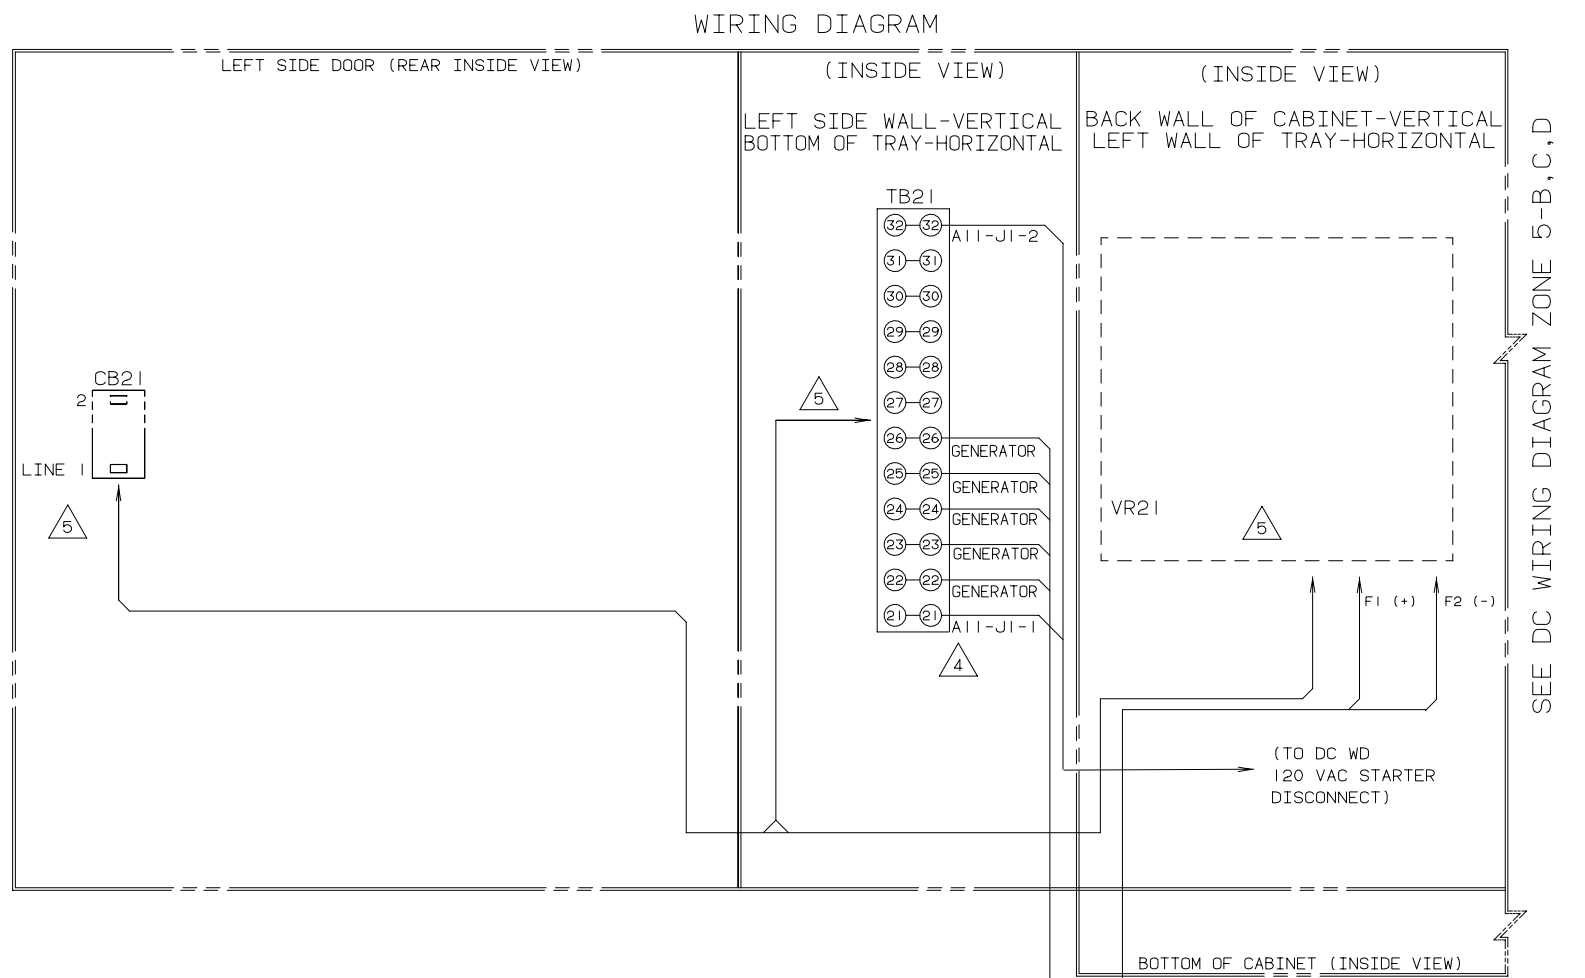 WIRING DIAGRAM
LEFT SIDE DOOR (REAR INSIDE VIEW)
(INSIDE VIEW)
LEFT SIDE WALL-VERTICAL
BOTTOM OF TRAY-HORIZONTAL
(INSIDE VIEW)
BACK WALL OF CABINET-VERTICAL
LEFT WALL OF TRAY-HORIZONTAL
SEE DC WIRING DIAGRAM ZONE 5-B,C,D
TB21
32 32
A11-J1-2
31 31
30 30
29 29
28 28
27 27
26 26
GENERATOR
25 25
GENERATOR
24 24
GENERATOR
23 23
GENERATOR
22 22
GENERATOR
21 21
A11-J1-1
4
5
CB21
2
LINE 1
5
VR21
5
F1 (+)
F2 (-)
(TO DC WD
120 VAC STARTER
DISCONNECT)
BOTTOM OF CABINET (INSIDE VIEW)